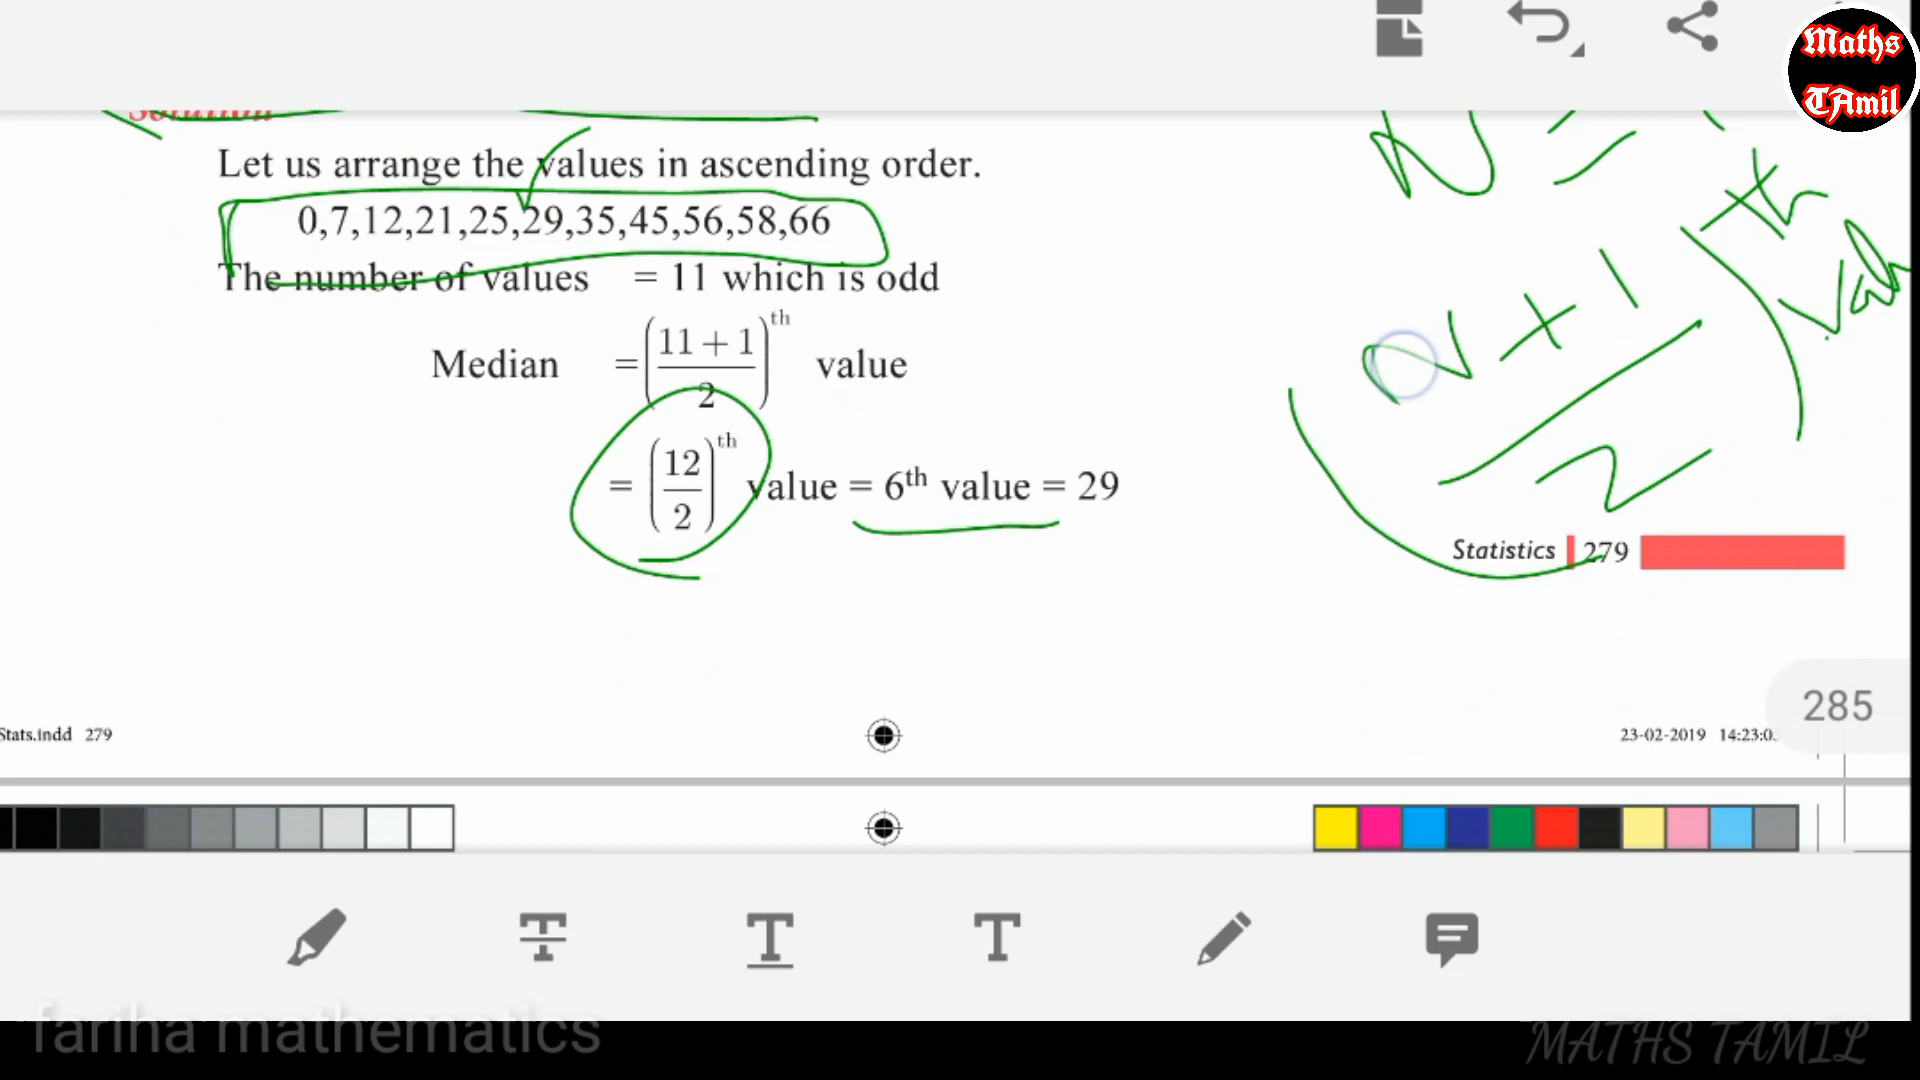 Maths
TAmil
Solution
Let us arrange the values in ascending order.
0,7,12,21,25,29,35,45,56,58,66
The number of values = 11 which is odd
Median = (11 + 1 / 2)th value
= (12 / 2)th value = 6th value = 29
N =
(N + 1 / 2)th
Statistics 279
285
Stats.indd 279
23-02-2019 14:23:0
fariha mathematics
MATHS TAMIL